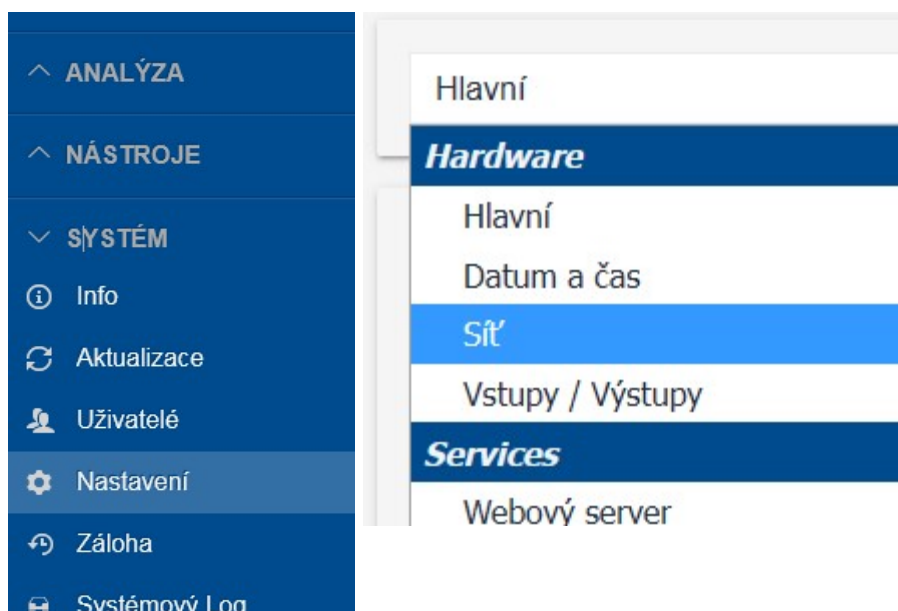 ANALÝZA
NÁSTROJE
SYSTÉM
Info
Aktualizace
Uživatelé
Nastavení
Záloha
Systémový Log
Hlavní
Hardware
Hlavní
Datum a čas
Síť
Vstupy / Výstupy
Services
Webový server